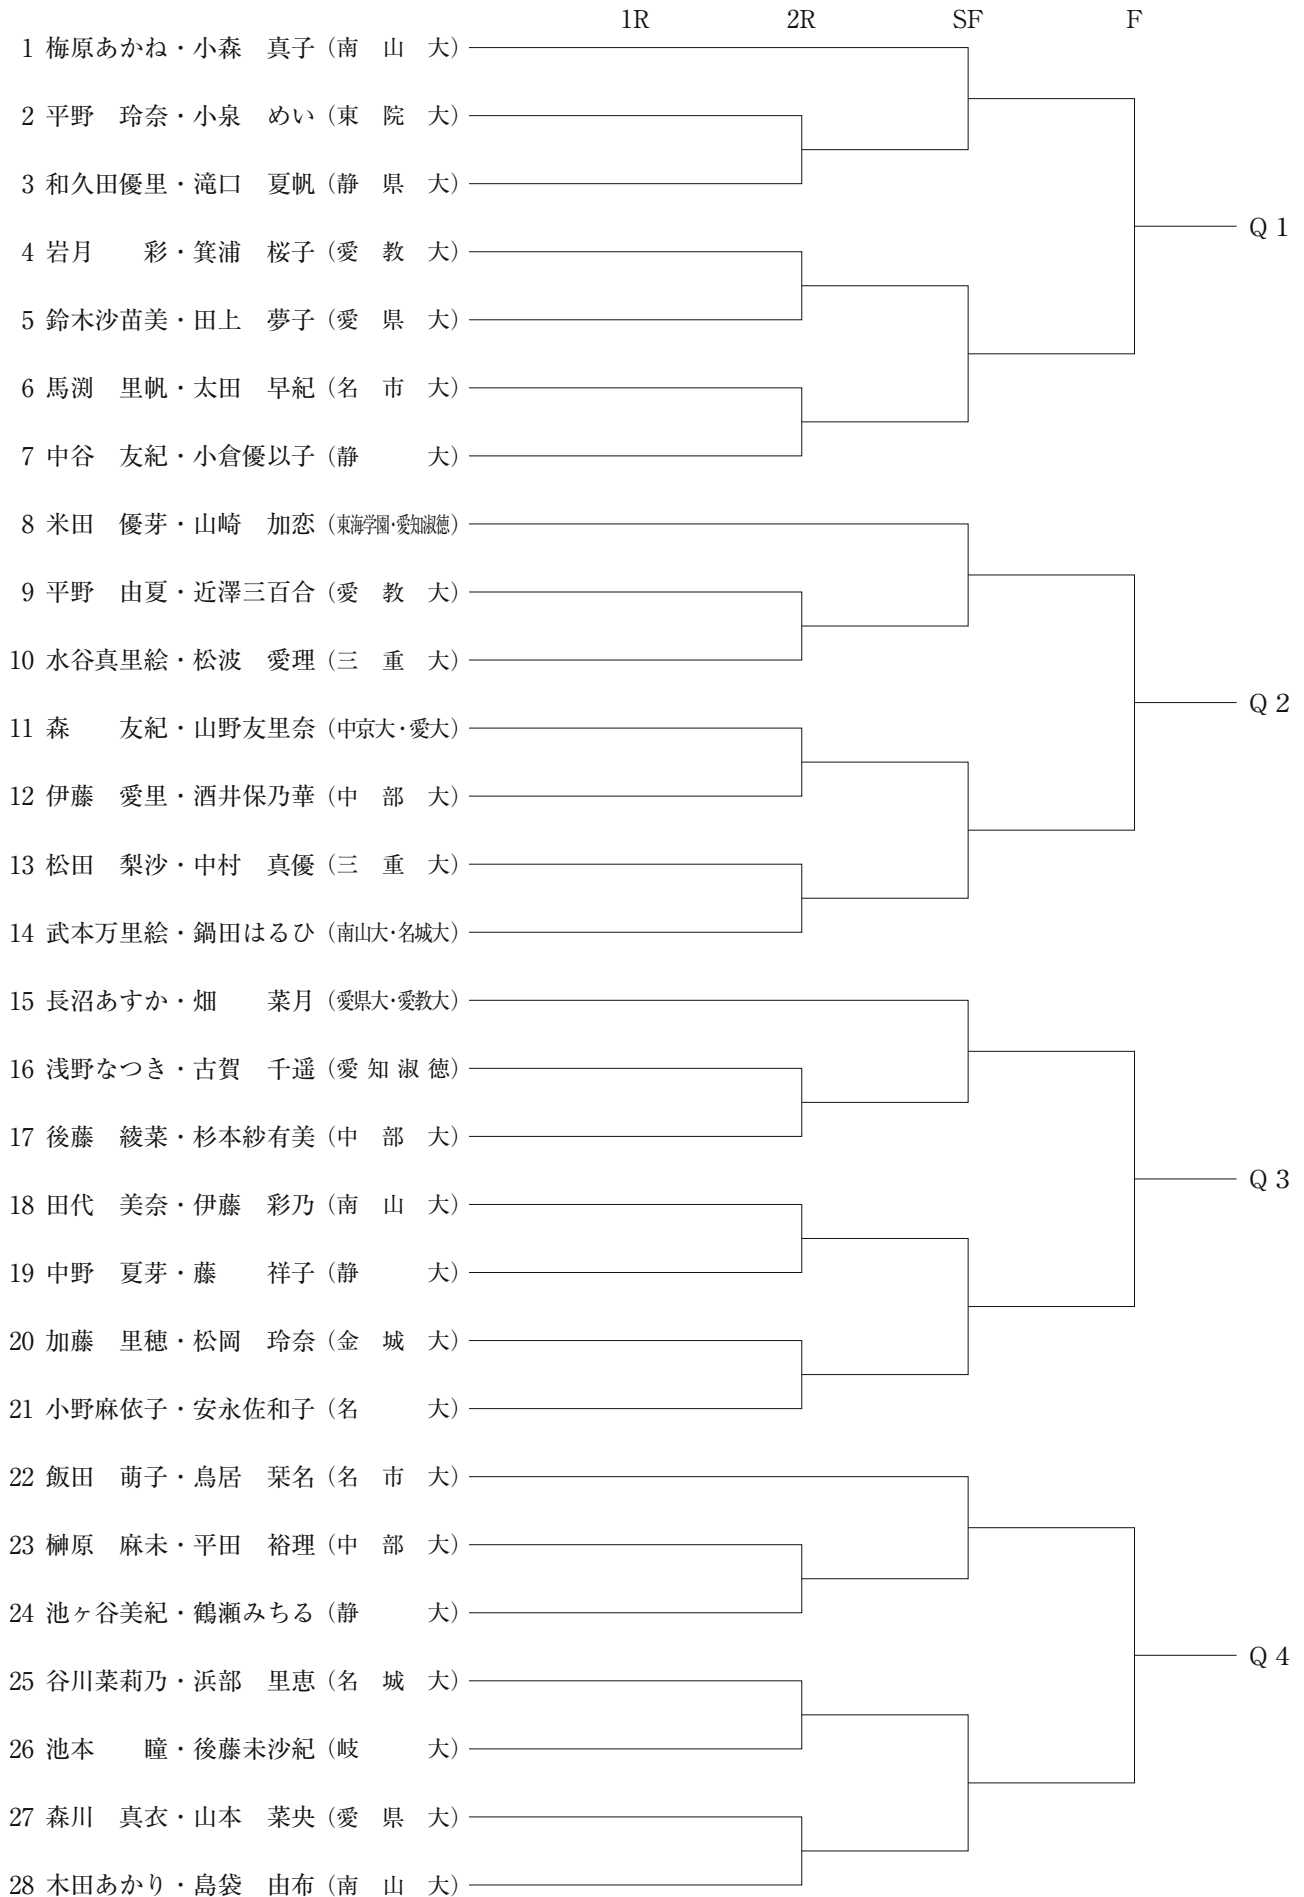 1R 2R SF F
1 梅原あかね・小森　真子（南　山　大）
2 平野　玲奈・小泉　めい（東　院　大）
3 和久田優里・滝口　夏帆（静　県　大）
4 岩月　　彩・箕浦　桜子（愛　教　大）
5 鈴木沙苗美・田上　夢子（愛　県　大）
6 馬渕　里帆・太田　早紀（名　市　大）
7 中谷　友紀・小倉優以子（静　　　大）
8 米田　優芽・山崎　加恋（東海学園・愛知淑徳）
9 平野　由夏・近澤三百合（愛　教　大）
10 水谷真里絵・松波　愛理（三　重　大）
11 森　　友紀・山野友里奈（中京大・愛大）
12 伊藤　愛里・酒井保乃華（中　部　大）
13 松田　梨沙・中村　真優（三　重　大）
14 武本万里絵・鍋田はるひ（南山大・名城大）
15 長沼あすか・畑　　菜月（愛県大・愛教大）
16 浅野なつき・古賀　千遥（愛 知 淑 徳）
17 後藤　綾菜・杉本紗有美（中　部　大）
18 田代　美奈・伊藤　彩乃（南　山　大）
19 中野　夏芽・藤　　祥子（静　　　大）
20 加藤　里穂・松岡　玲奈（金　城　大）
21 小野麻依子・安永佐和子（名　　　大）
22 飯田　萌子・鳥居　栞名（名　市　大）
23 榊原　麻未・平田　裕理（中　部　大）
24 池ヶ谷美紀・鶴瀬みちる（静　　　大）
25 谷川菜莉乃・浜部　里恵（名　城　大）
26 池本　　瞳・後藤未沙紀（岐　　　大）
27 森川　真衣・山本　菜央（愛　県　大）
28 木田あかり・島袋　由布（南　山　大）
Q 1
Q 2
Q 3
Q 4